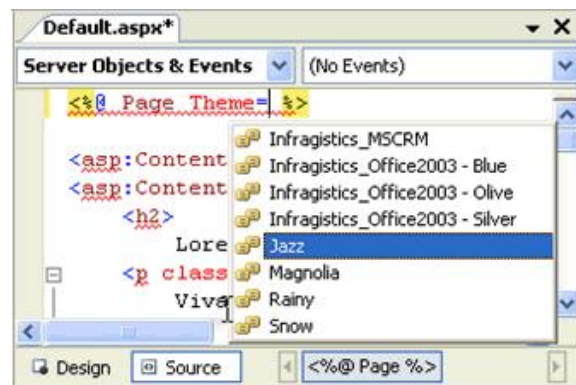 Default.aspx*
Server Objects & Events (No Events)
<%@ Page Theme= %>
Infragistics_MSCRM
<asp:Content Infragistics_Office2003 - Blue
<asp:Content Infragistics_Office2003 - Olive
<h2> Infragistics_Office2003 - Silver
Lore Jazz
<p class Magnolia
Viva Rainy
Snow
Design Source <%@ Page %>